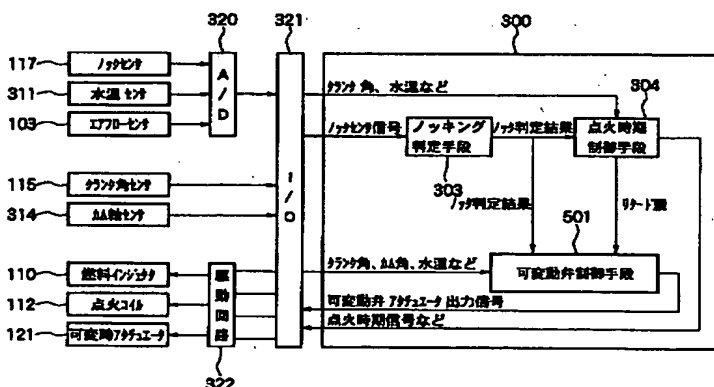 320
321
300
117
ノックセンサ
311
水温センサ
103
エアフローセンサ
A/D
I/O
クランク角、水温など
304
ノックセンサ信号
ノッキング
判定手段
303
ノック判定結果
点火時期
制御手段
115
クランク角センサ
314
カム軸センサ
ノック判定結果
リタード量
501
110
燃料インジェクタ
112
点火コイル
121
可変動アクチュエータ
駆動回路
322
クランク角、カム角、水温など
可変動弁制御手段
可変動弁アクチュエータ出力信号
点火時期信号など